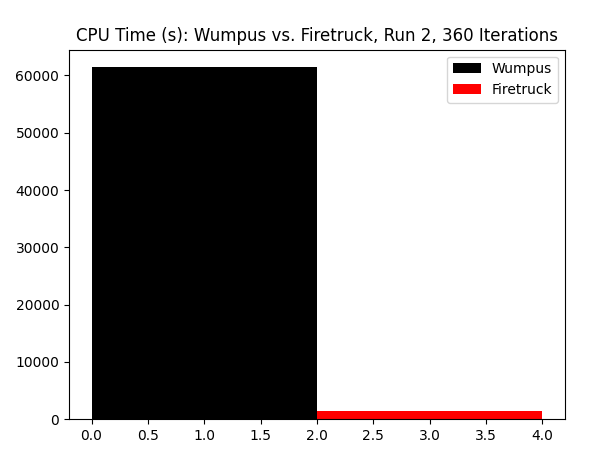 CPU Time (s): Wumpus vs. Firetruck, Run 2, 360 Iterations
Wumpus
Firetruck
60000
50000
40000
30000
20000
10000
0
0.0 0.5 1.0 1.5 2.0 2.5 3.0 3.5 4.0